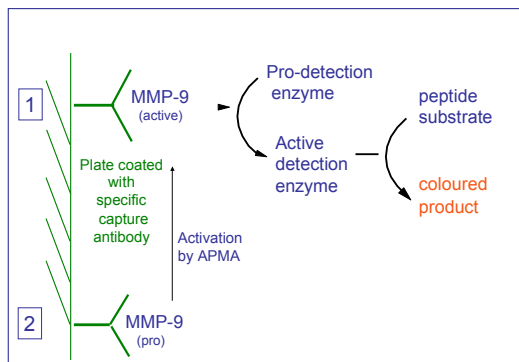 1
MMP-9
(active)
Pro-detection
enzyme
Active
detection
enzyme
peptide
substrate
coloured
product
Plate coated
with
specific
capture
antibody
Activation
by APMA
2
MMP-9
(pro)